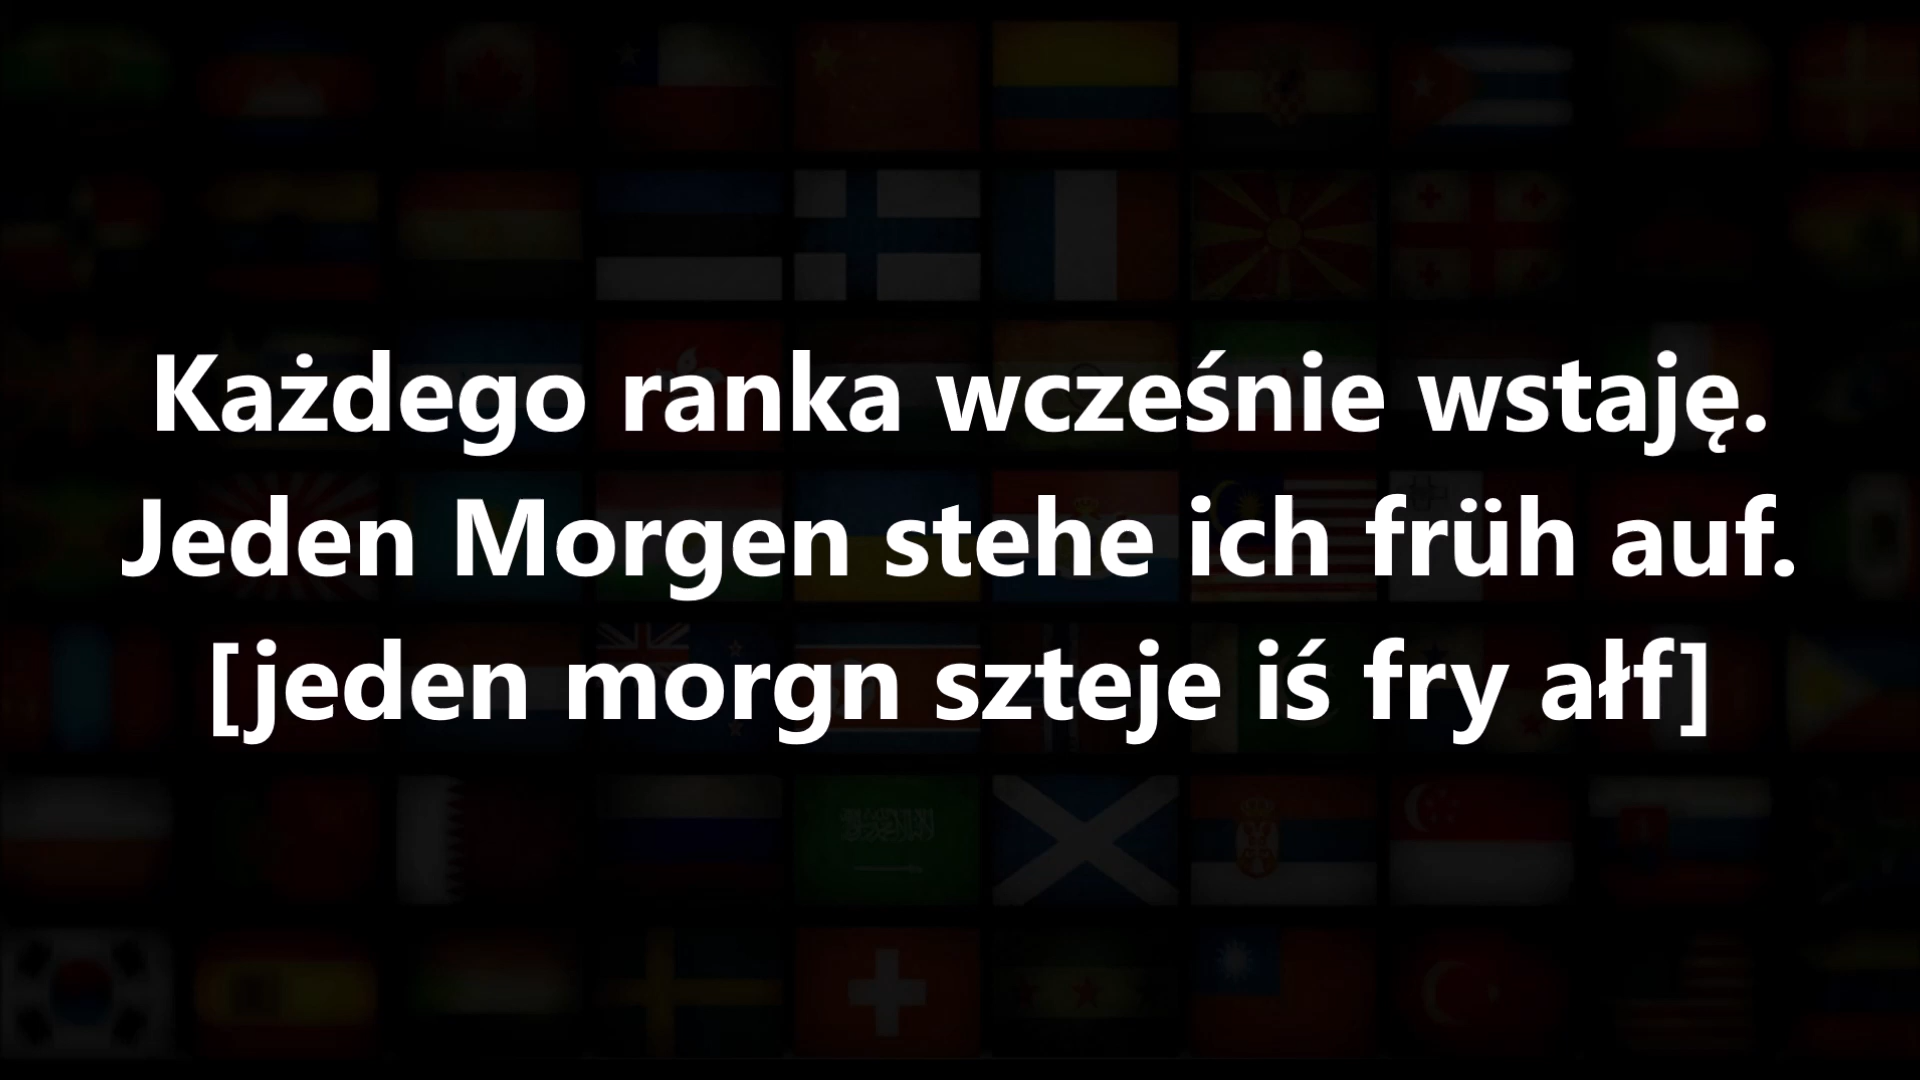 Każdego ranka wcześnie wstaję.
Jeden Morgen stehe ich früh auf.
[jeden morgn szteje iś fry ałf]